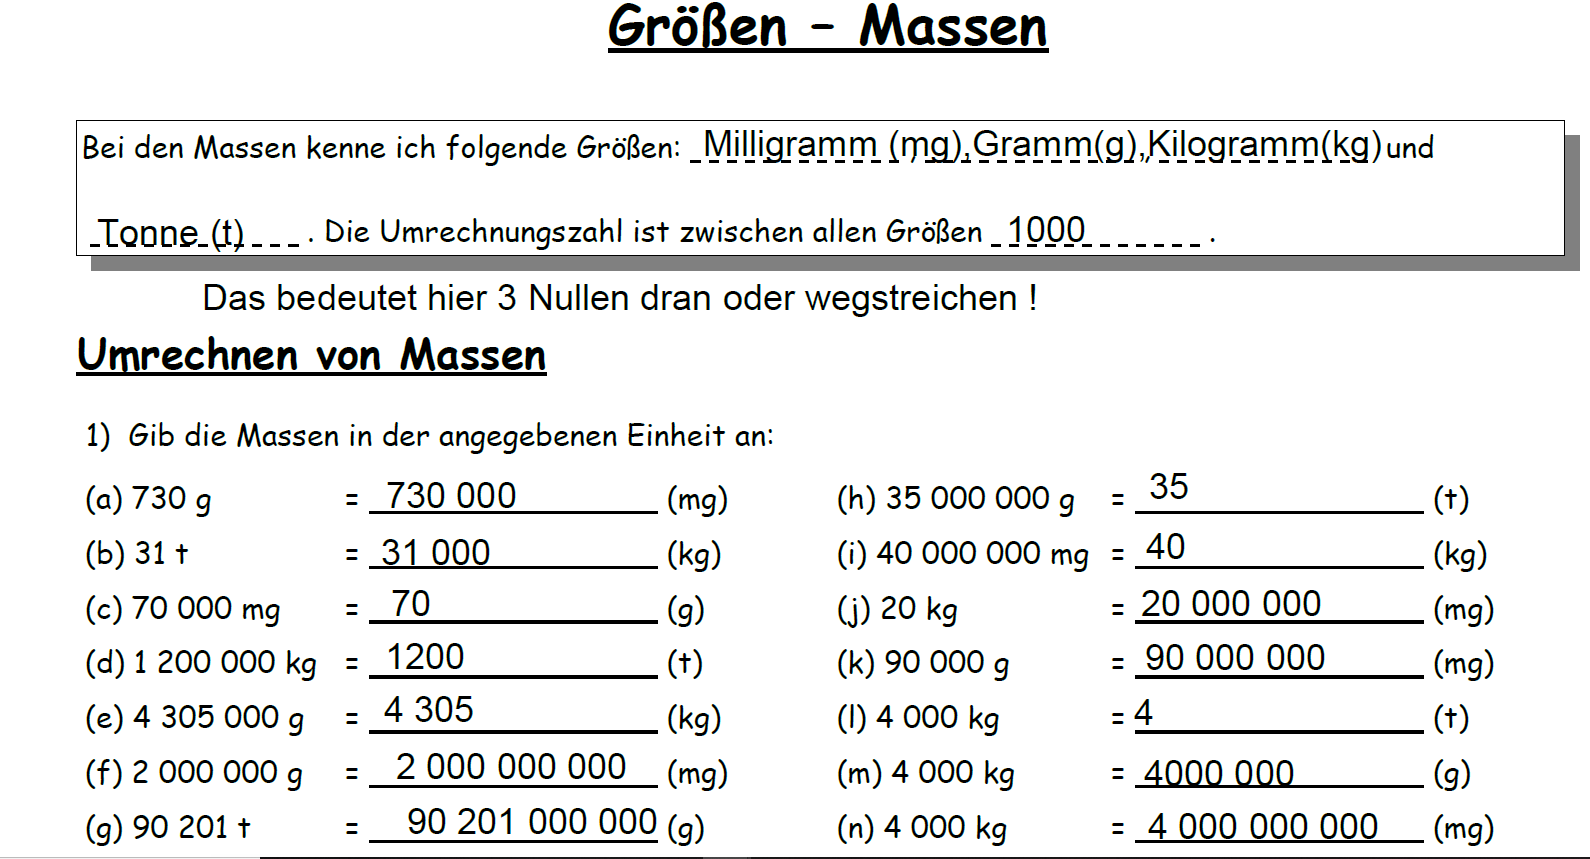 Größen – Massen
Bei den Massen kenne ich folgende Größen: Milligramm (mg),Gramm(g),Kilogramm(kg) und
Tonne (t) . Die Umrechnungszahl ist zwischen allen Größen 1000 .
Das bedeutet hier 3 Nullen dran oder wegstreichen !
Umrechnen von Massen
1) Gib die Massen in der angegebenen Einheit an:
(a) 730 g = 730 000 (mg) (h) 35 000 000 g = 35 (t)
(b) 31 t = 31 000 (kg) (i) 40 000 000 mg = 40 (kg)
(c) 70 000 mg = 70 (g) (j) 20 kg = 20 000 000 (mg)
(d) 1 200 000 kg = 1200 (t) (k) 90 000 g = 90 000 000 (mg)
(e) 4 305 000 g = 4 305 (kg) (l) 4 000 kg = 4 (t)
(f) 2 000 000 g = 2 000 000 000 (mg) (m) 4 000 kg = 4000 000 (g)
(g) 90 201 t = 90 201 000 000 (g) (n) 4 000 kg = 4 000 000 000 (mg)